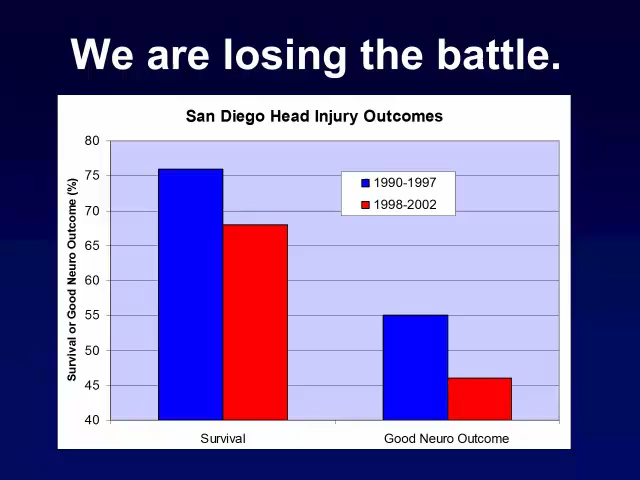 We are losing the battle.
San Diego Head Injury Outcomes
Survival or Good Neuro Outcome (%)
80
75
70
65
60
55
50
45
40
1990-1997
1998-2002
Survival
Good Neuro Outcome